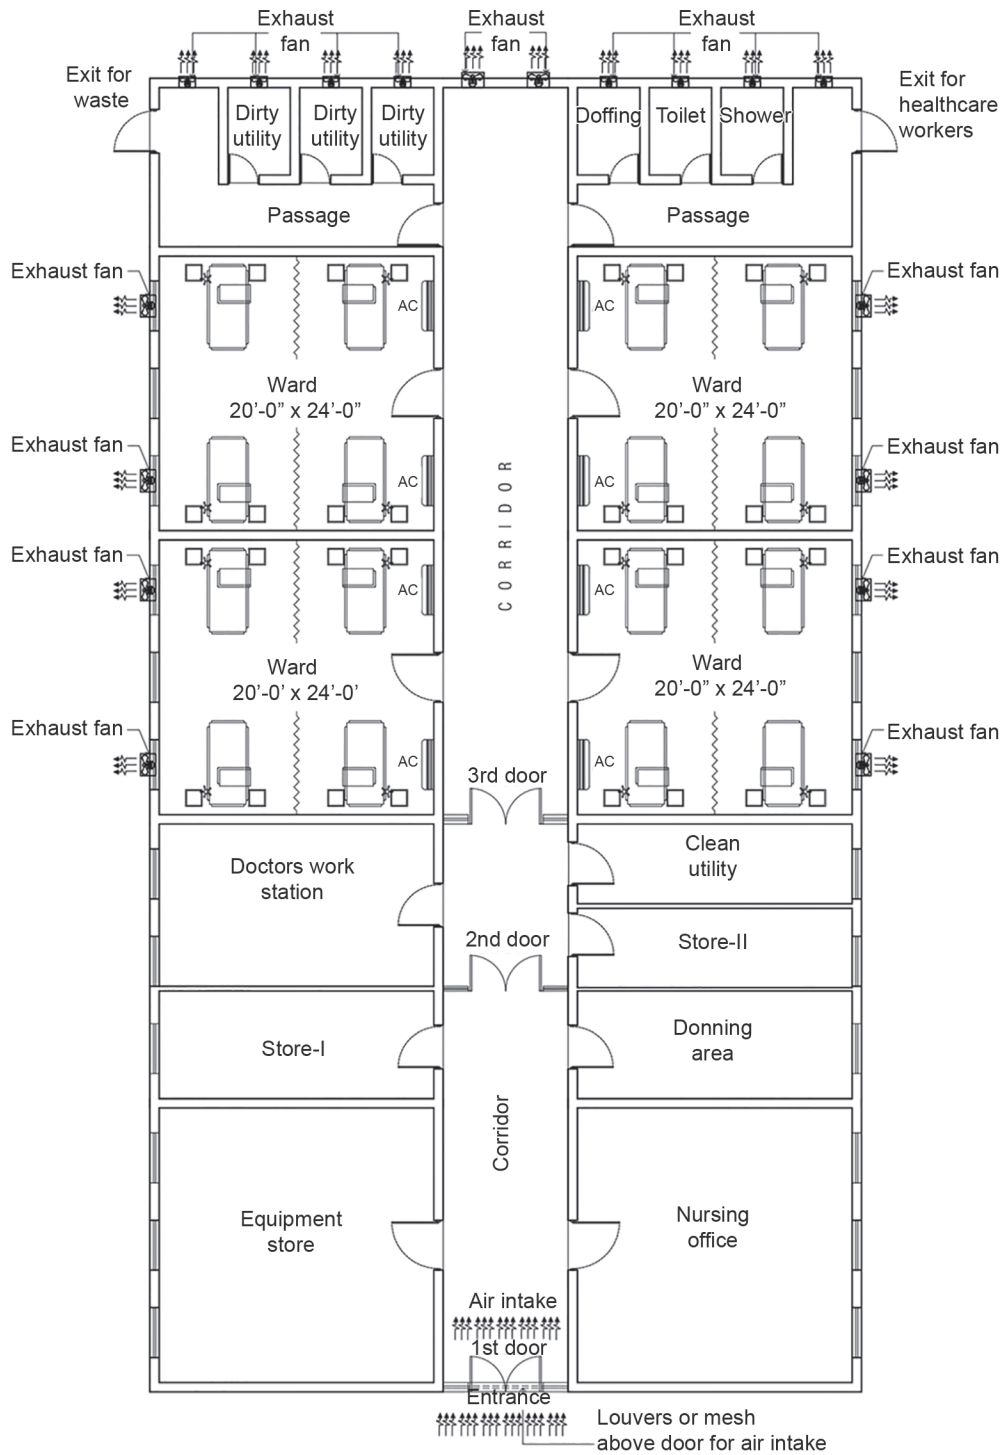 Exhaust
fan
Exhaust
fan
Exhaust
fan
Exit for
waste
Exit for
healthcare
workers
Dirty
utility
Dirty
utility
Dirty
utility
Doffing
Toilet
Shower
Passage
Passage
Exhaust fan
Exhaust fan
AC
AC
Ward
20’-0” x 24’-0”
Ward
20’-0” x 24’-0”
Exhaust fan
Exhaust fan
AC
AC
CORRIDOR
Exhaust fan
Exhaust fan
AC
AC
Ward
20’-0’ x 24’-0’
Ward
20’-0” x 24’-0”
Exhaust fan
Exhaust fan
AC
AC
3rd door
Doctors work
station
Clean
utility
2nd door
Store-II
Store-I
Donning
area
Corridor
Equipment
store
Nursing
office
Air intake
1st door
Entrance
Louvers or mesh
above door for air intake